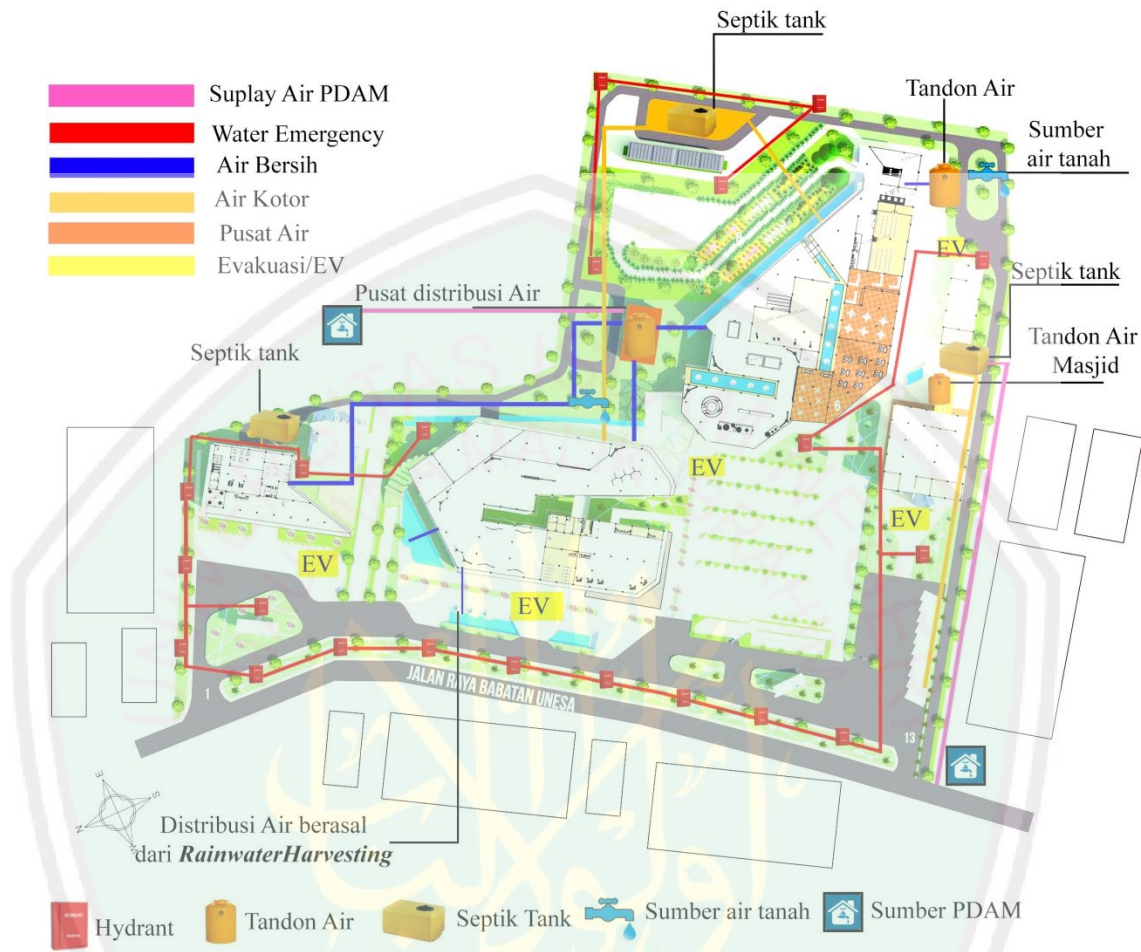 Septik tank
Suplay Air PDAM
Water Emergency
Air Bersih
Air Kotor
Pusat Air
Evakuasi/EV
Tandon Air
Sumber
air tanah
EV
Septik tank
Pusat distribusi Air
Septik tank
Tandon Air
Masjid
EV
EV
EV
EV
JALAN RAYA BABATAN UNESA
1
13
Distribusi Air berasal
dari RainwaterHarvesting
Hydrant
Tandon Air
Septik Tank
Sumber air tanah
Sumber PDAM